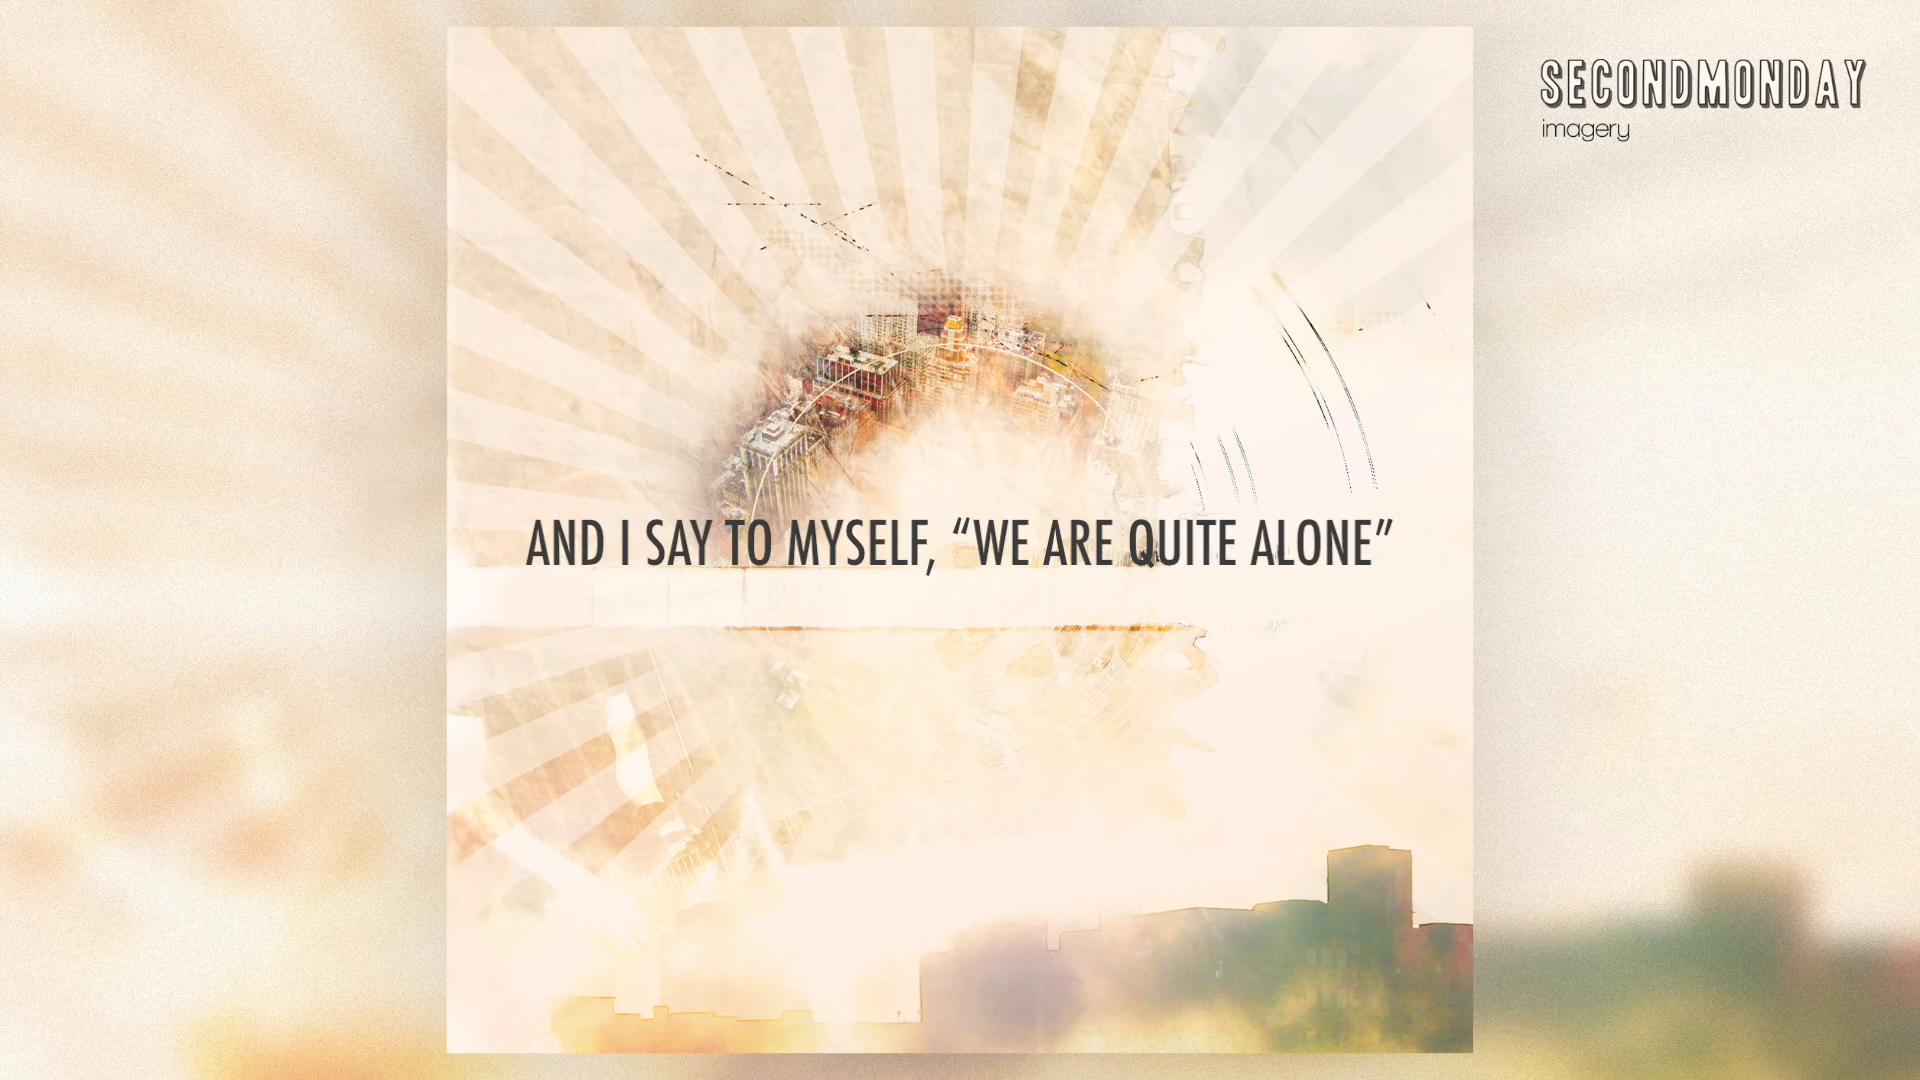 SECONDMONDAY
imagery
AND I SAY TO MYSELF, “WE ARE QUITE ALONE”